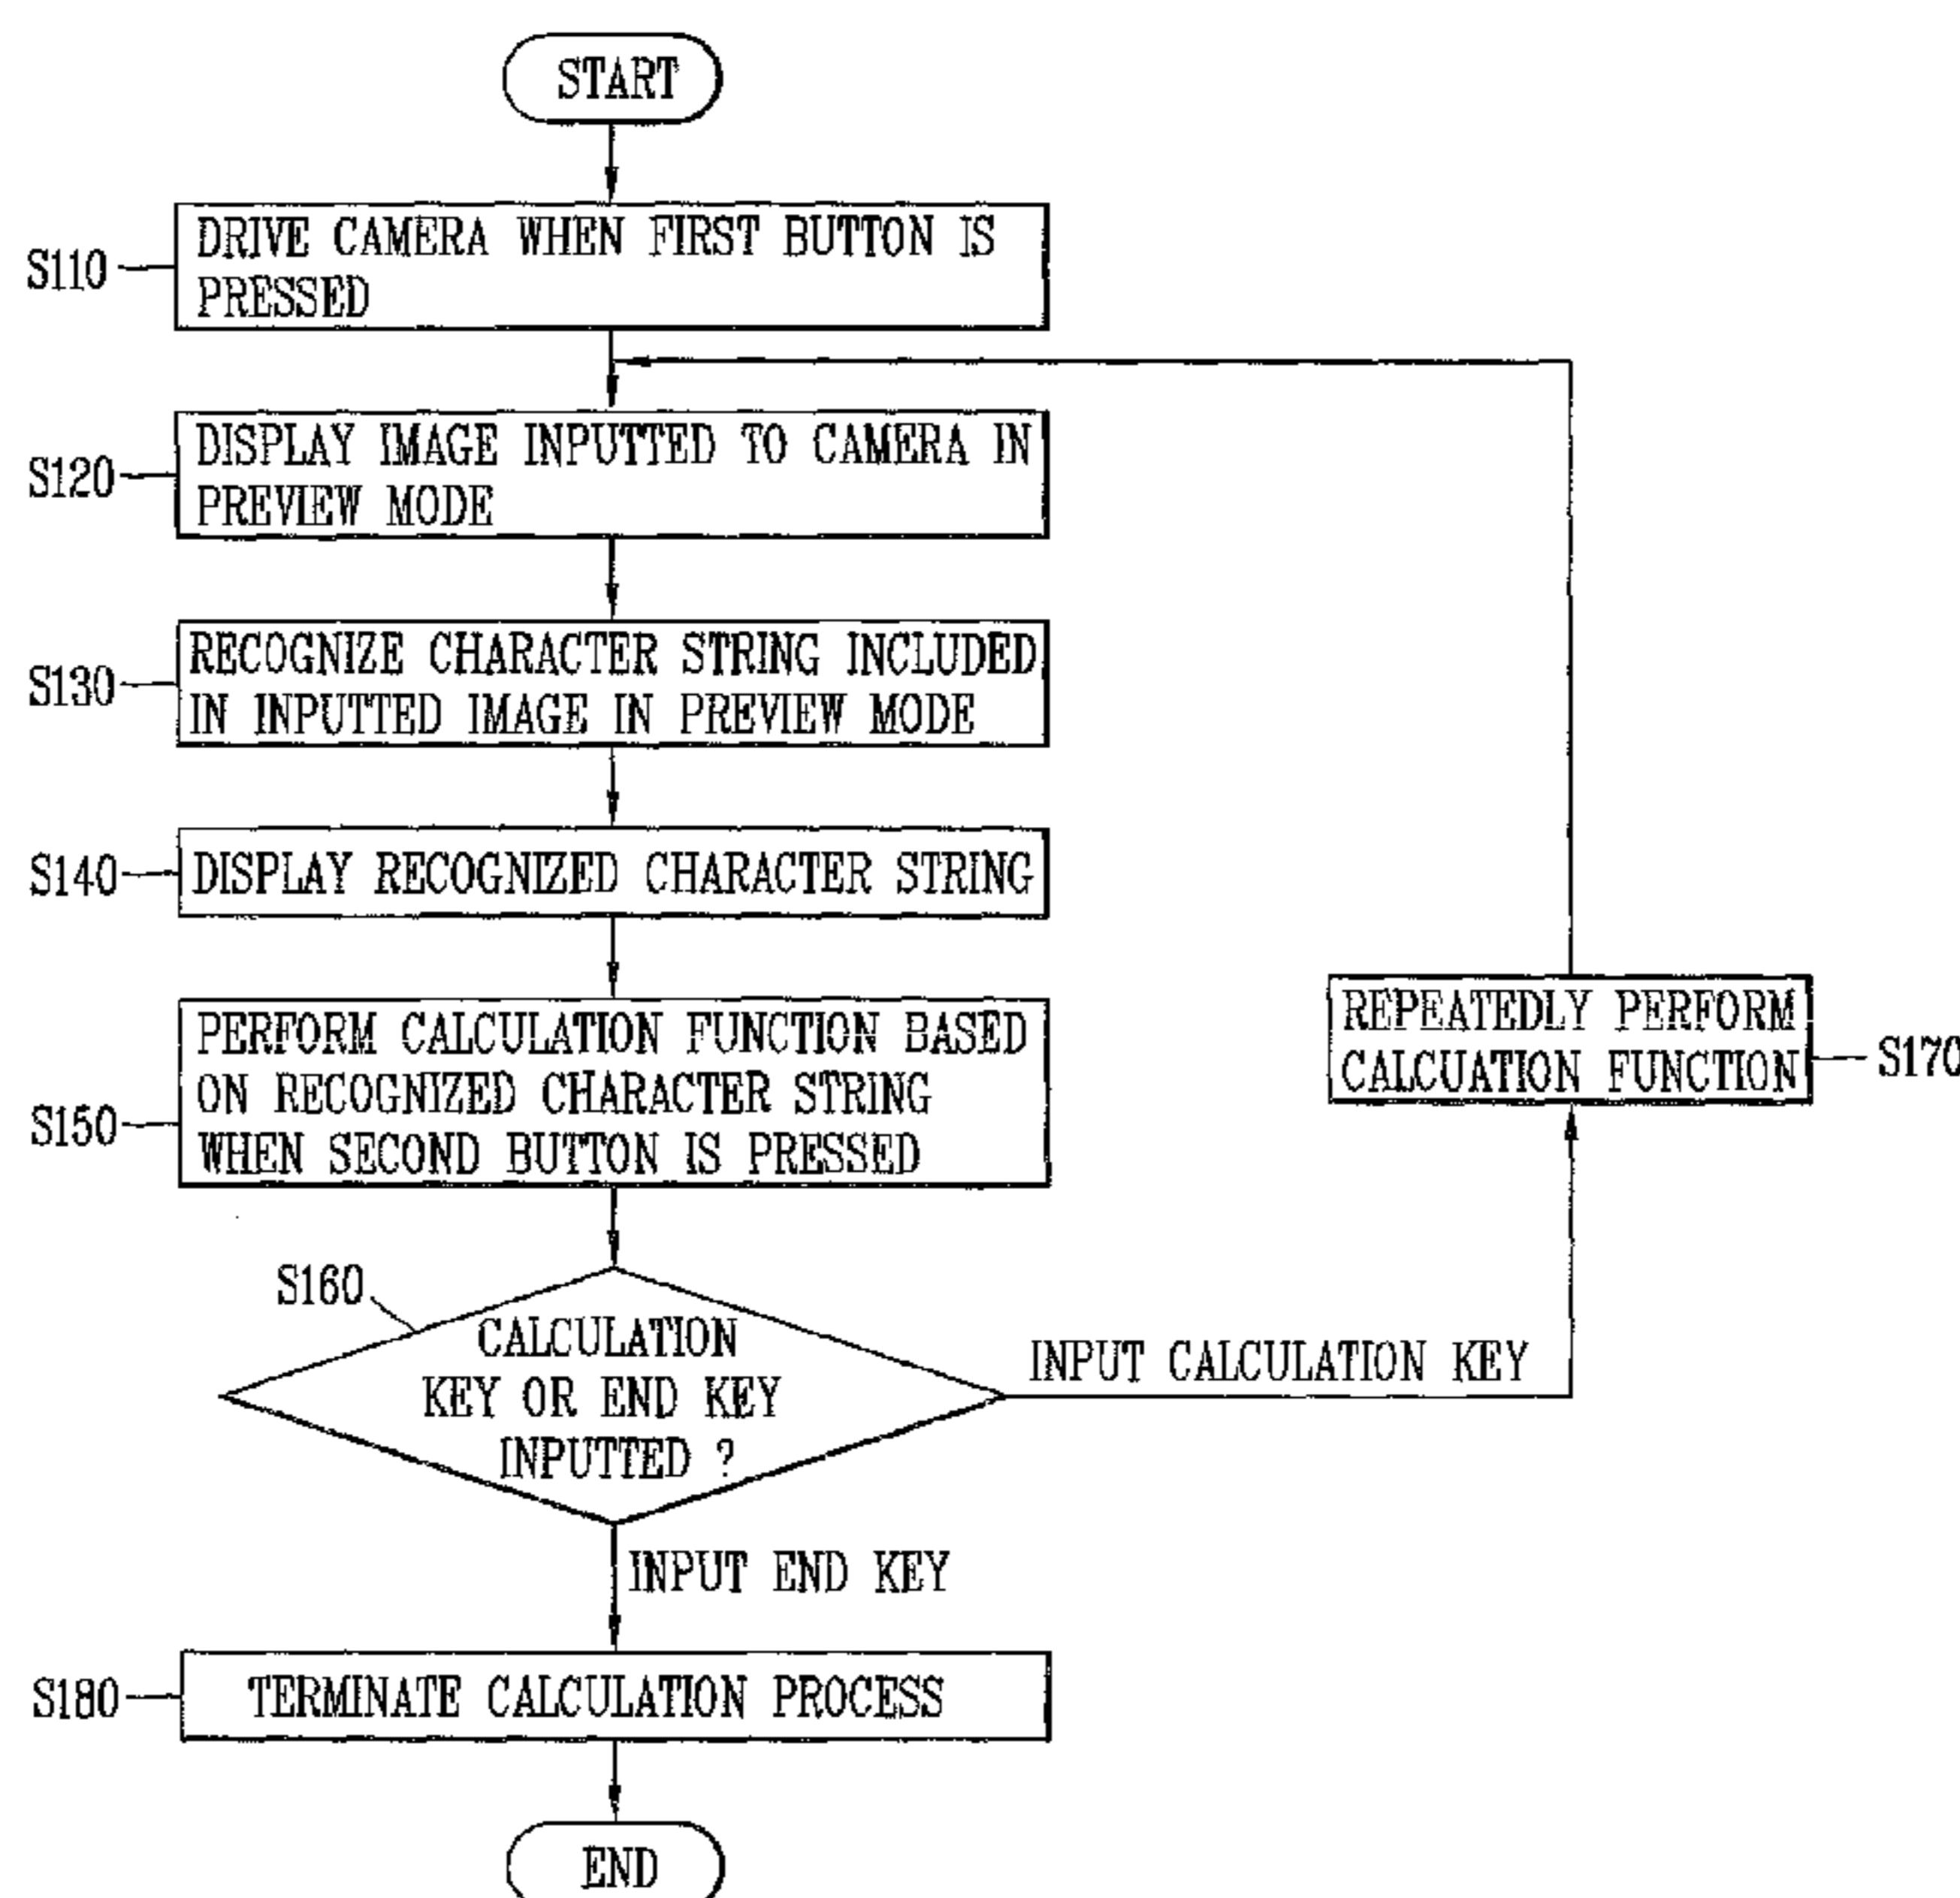 START
S110
DRIVE CAMERA WHEN FIRST BUTTON IS
PRESSED
S120
DISPLAY IMAGE INPUTTED TO CAMERA IN
PREVIEW MODE
S130
RECOGNIZE CHARACTER STRING INCLUDED
IN INPUTTED IMAGE IN PREVIEW MODE
S140
DISPLAY RECOGNIZED CHARACTER STRING
S150
PERFORM CALCULATION FUNCTION BASED
ON RECOGNIZED CHARACTER STRING
WHEN SECOND BUTTON IS PRESSED
REPEATEDLY PERFORM
CALCUATION FUNCTION
S170
S160
CALCULATION
KEY OR END KEY
INPUTTED ?
INPUT CALCULATION KEY
INPUT END KEY
S180
TERMINATE CALCULATION PROCESS
END